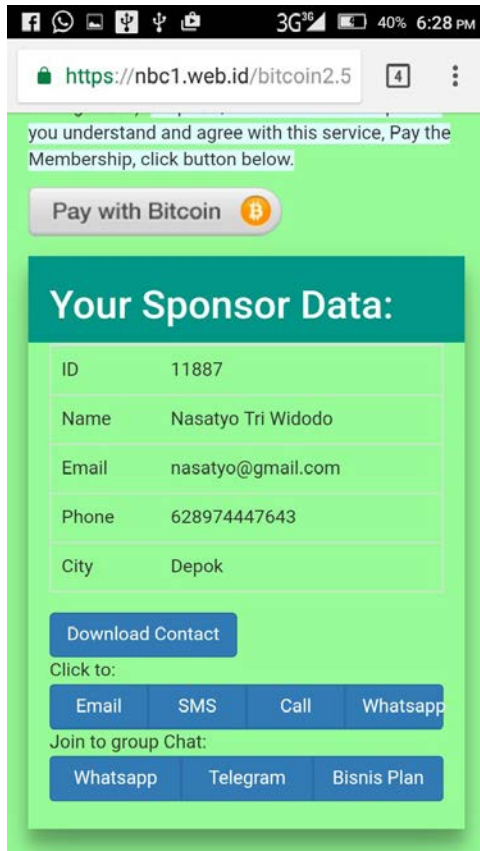 3G 3G 40% 6:28 PM
https://nbc1.web.id/bitcoin2.5 4
you understand and agree with this service, Pay the
Membership, click button below.
Pay with Bitcoin
Your Sponsor Data:
ID 11887
Name Nasatyo Tri Widodo
Email nasatyo@gmail.com
Phone 628974447643
City Depok
Download Contact
Click to:
Email SMS Call Whatsapp
Join to group Chat:
Whatsapp Telegram Bisnis Plan